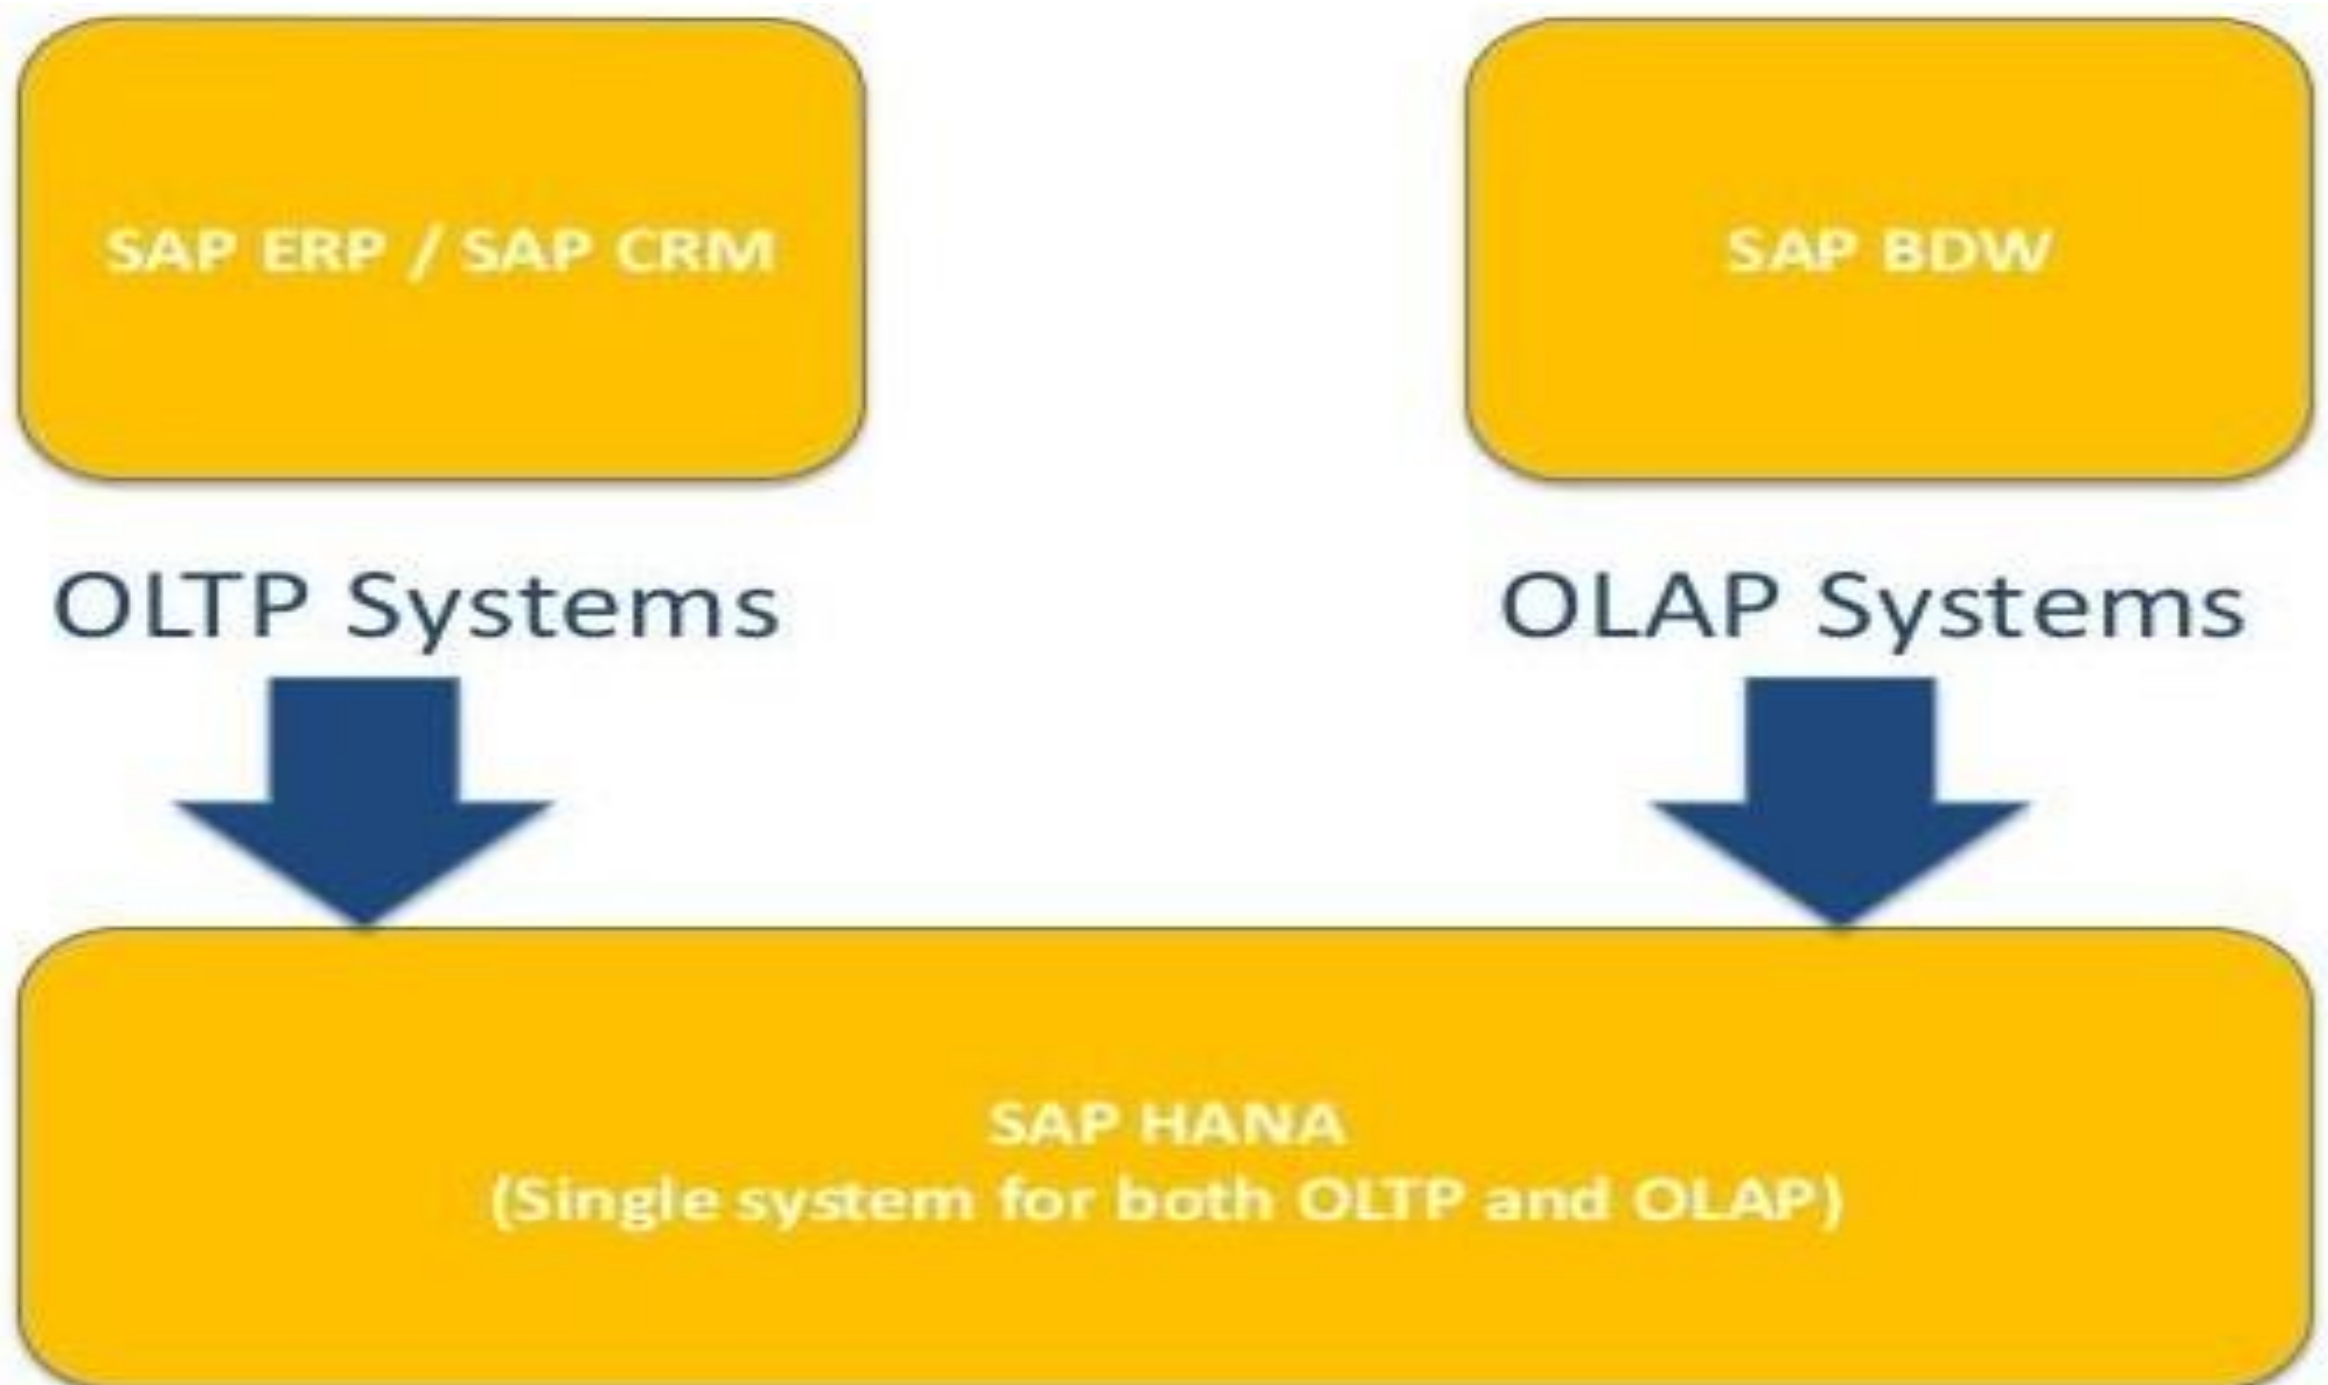 SAP ERP / SAP CRM
SAP BDW
OLTP Systems
OLAP Systems
SAP HANA
(Single system for both OLTP and OLAP)